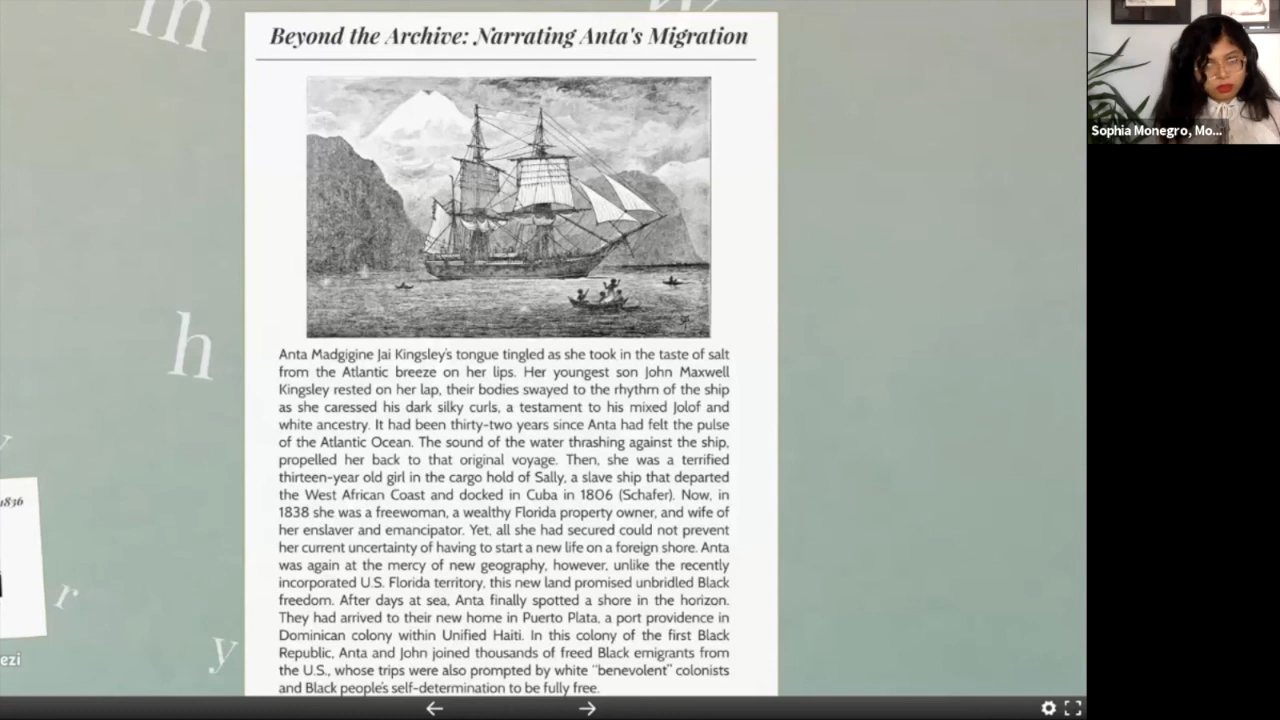 in
w
Beyond the Archive: Narrating Anta's Migration
h
y
r
y
1836
ezi
Anta Madgigine Jai Kingsley's tongue tingled as she took in the taste of salt
from the Atlantic breeze on her lips. Her youngest son John Maxwell
Kingsley rested on her lap, their bodies swayed to the rhythm of the ship
as she caressed his dark silky curls, a testament to his mixed Jolof and
white ancestry. It had been thirty-two years since Anta had felt the pulse
of the Atlantic Ocean. The sound of the water thrashing against the ship,
propelled her back to that original voyage. Then, she was a terrified
thirteen-year old girl in the cargo hold of Sally, a slave ship that departed
the West African Coast and docked in Cuba in 1806 (Schafer). Now, in
1838 she was a freewoman, a wealthy Florida property owner, and wife of
her enslaver and emancipator. Yet, all she had secured could not prevent
her current uncertainty of having to start a new life on a foreign shore. Anta
was again at the mercy of new geography, however, unlike the recently
incorporated U.S. Florida territory, this new land promised unbridled Black
freedom. After days at sea, Anta finally spotted a shore in the horizon.
They had arrived to their new home in Puerto Plata, a port providence in
Dominican colony within Unified Haiti. In this colony of the first Black
Republic, Anta and John joined thousands of freed Black emigrants from
the U.S., whose trips were also prompted by white "benevolent" colonists
and Black people's self-determination to be fully free.
Sophia Monegro, Mo...